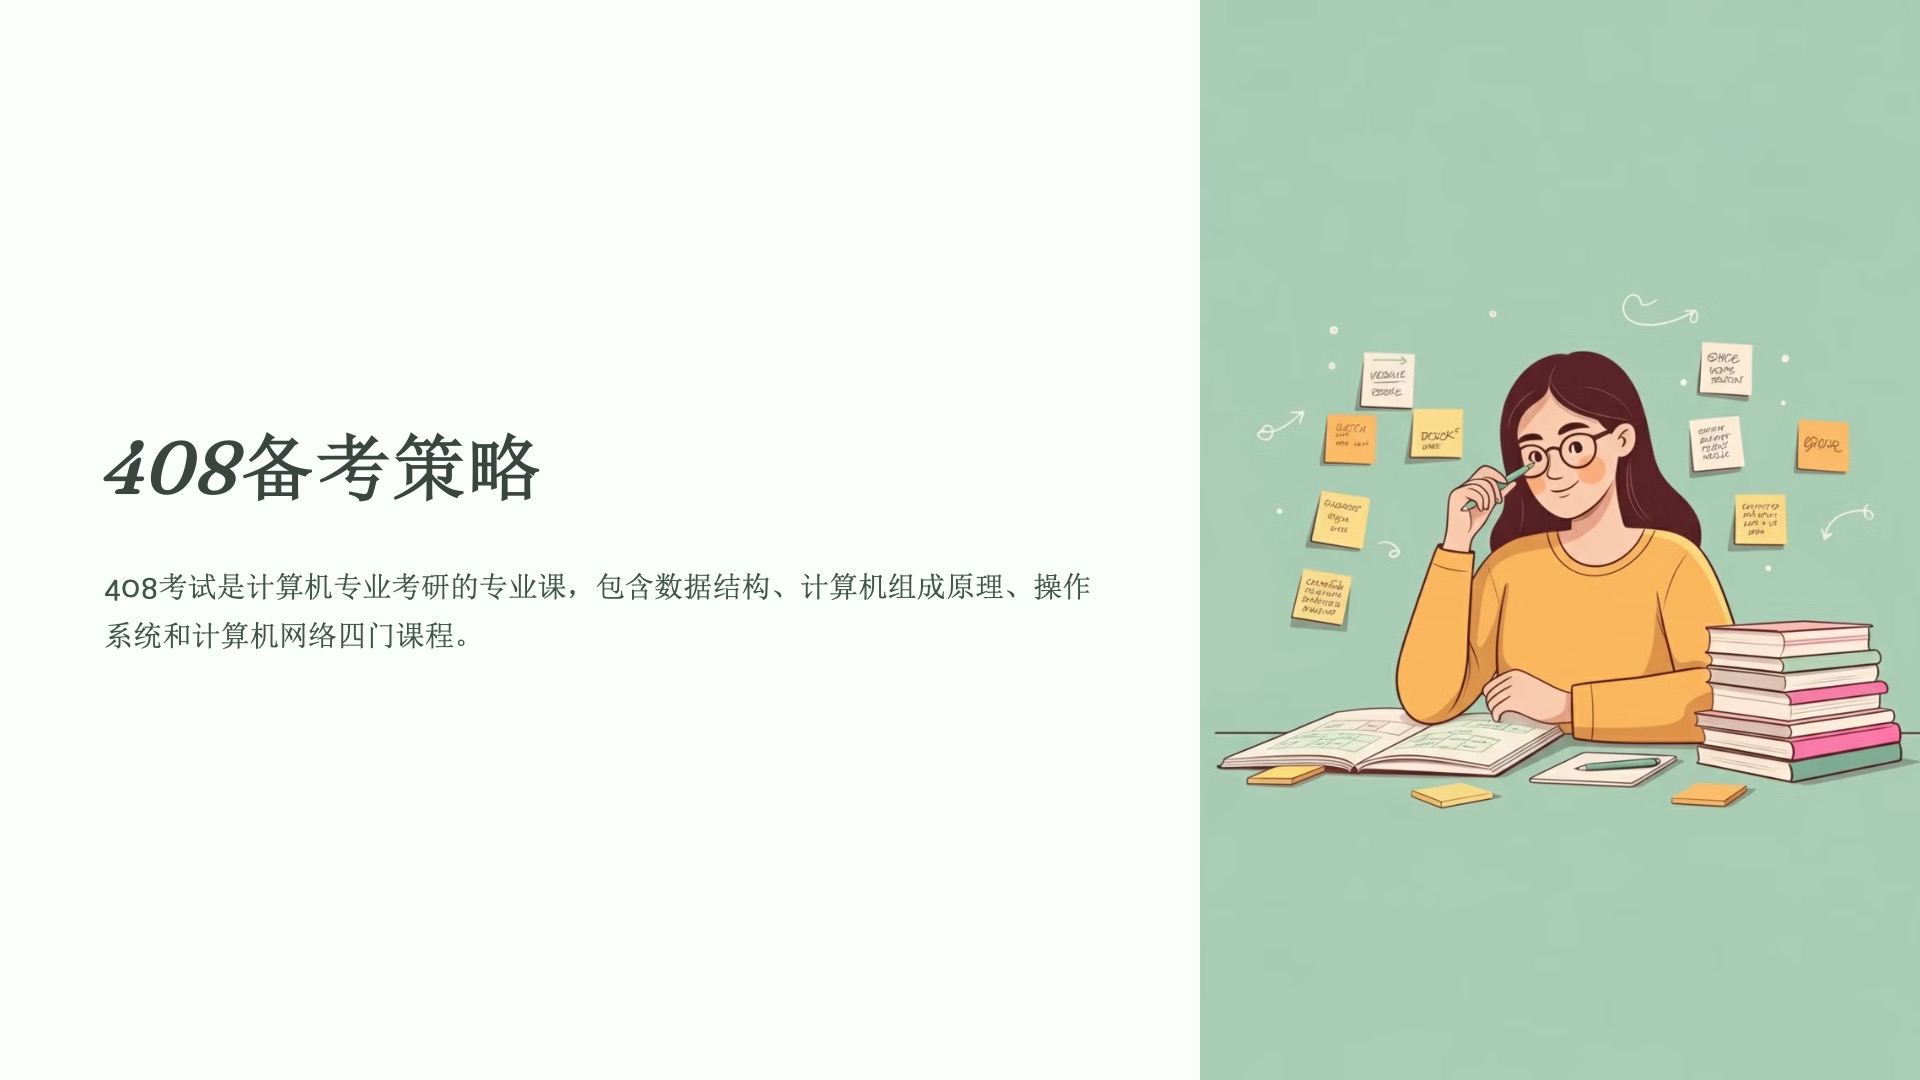 408备考策略
408考试是计算机专业考研的专业课，包含数据结构、计算机组成原理、操作
系统和计算机网络四门课程。